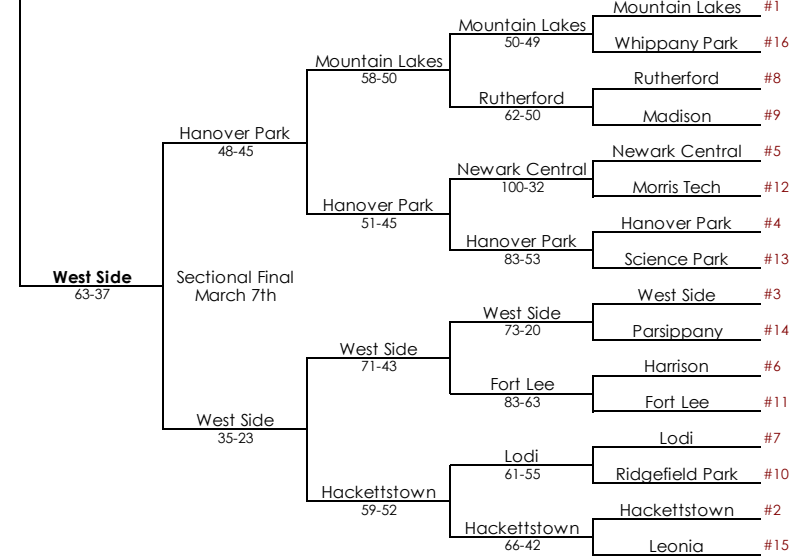 Mountain Lakes #1
Mountain Lakes
50-49
Whippany Park #16
Mountain Lakes
58-50
Rutherford #8
Rutherford
62-50
Madison #9
Hanover Park
48-45
Newark Central #5
Newark Central
100-32
Morris Tech #12
Hanover Park
51-45
Hanover Park #4
Hanover Park
83-53
Science Park #13
West Side
63-37
Sectional Final
March 7th
West Side #3
West Side
73-20
Parsippany #14
West Side
71-43
Harrison #6
Fort Lee
83-63
Fort Lee #11
West Side
35-23
Lodi #7
Lodi
61-55
Ridgefield Park #10
Hackettstown
59-52
Hackettstown #2
Hackettstown
66-42
Leonia #15